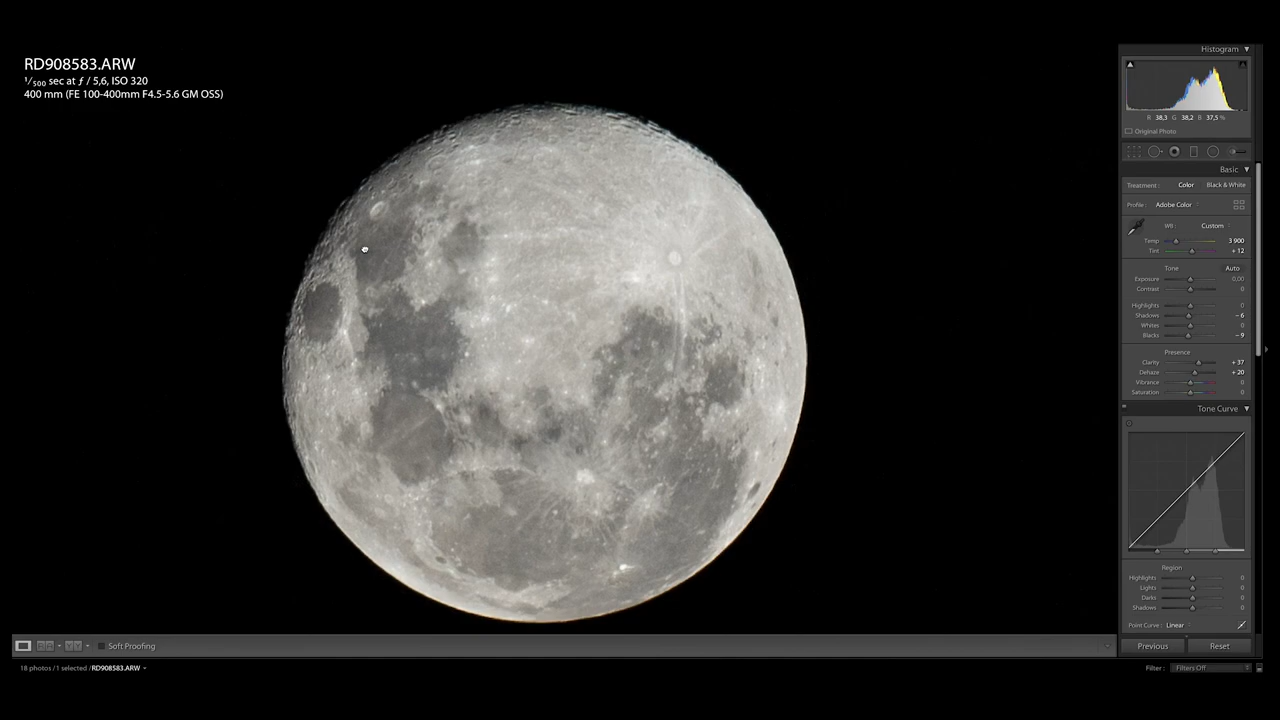 RD908583.ARW
1/500 sec at ƒ / 5,6, ISO 320
400 mm (FE 100-400mm F4.5-5.6 GM OSS)
Histogram
R 38,3 G 38,2 B 37,5 %
Original Photo
Basic
Treatment : Color Black & White
Profile : Adobe Color
WB : Custom
Temp 3 900
Tint + 12
Tone Auto
Exposure 0,00
Contrast 0
Highlights 0
Shadows − 6
Whites 0
Blacks − 9
Presence
Clarity + 37
Dehaze + 20
Vibrance 0
Saturation 0
Tone Curve
Region
Highlights 0
Lights 0
Darks 0
Shadows 0
Point Curve : Linear
Soft Proofing
Previous Reset
18 photos / 1 selected / RD908583.ARW
Filter : Filters Off